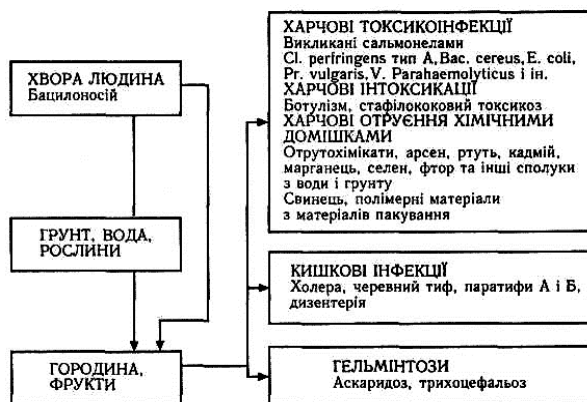 ХВОРА ЛЮДИНА
Бацилоносій
ГРУНТ, ВОДА,
РОСЛИНИ
ГОРОДИНА,
ФРУКТИ
ХАРЧОВІ ТОКСИКОІНФЕКЦІЇ
Викликані сальмонелами
Cl. perfringens тип А, Bac. cereus, E. coli,
Pr. vulgaris, V. Parahaemolyticus і ін.
ХАРЧОВІ ІНТОКСИКАЦІЇ
Ботулізм, стафілококовий токсикоз
ХАРЧОВІ ОТРУЄННЯ ХІМІЧНИМИ
ДОМІШКАМИ
Отрутохімікати, арсен, ртуть, кадмій,
марганець, селен, фтор та інші сполуки
з води і грунту
Свинець, полімерні матеріали
з матеріалів пакування
КИШКОВІ ІНФЕКЦІЇ
Холера, черевний тиф, паратифи А і Б,
дизентерія
ГЕЛЬМІНТОЗИ
Аскаридоз, трихоцефальоз